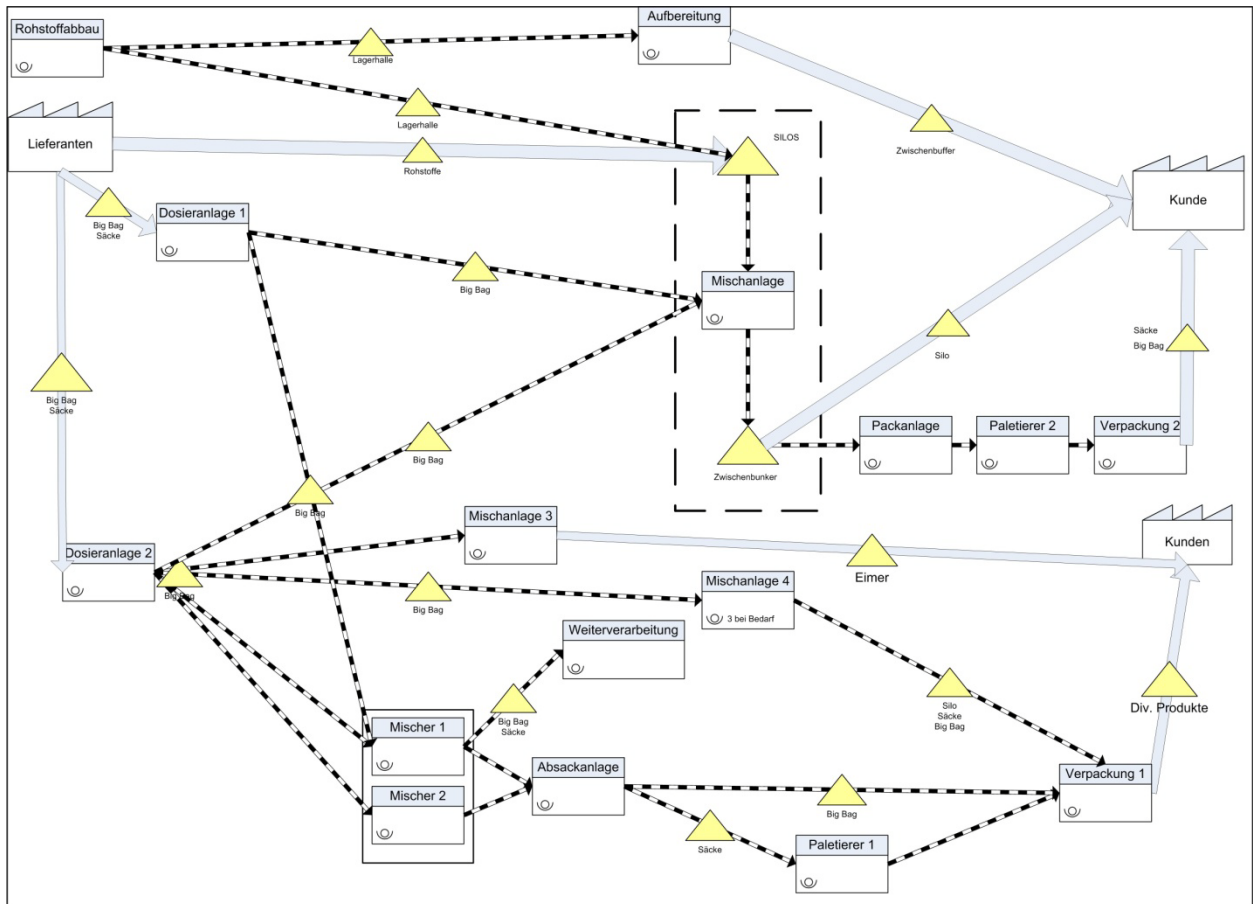 Rohstoffabbau
Aufbereitung
Lagerhalle
Lagerhalle
Lieferanten
SILOS
Zwischenbuffer
Rohstoffe
Kunde
Big Bag
Säcke
Dosieranlage 1
Big Bag
Mischanlage
Silo
Säcke
Big Bag
Big Bag
Säcke
Big Bag
Packanlage
Paletierer 2
Verpackung 2
Zwischenbunker
Big Bag
Mischanlage 3
Kunden
Dosieranlage 2
Eimer
Big Bag
Big Bag
Mischanlage 4
3 bei Bedarf
Weiterverarbeitung
Big Bag
Säcke
Silo
Säcke
Big Bag
Div. Produkte
Mischer 1
Absackanlage
Verpackung 1
Mischer 2
Big Bag
Säcke
Paletierer 1